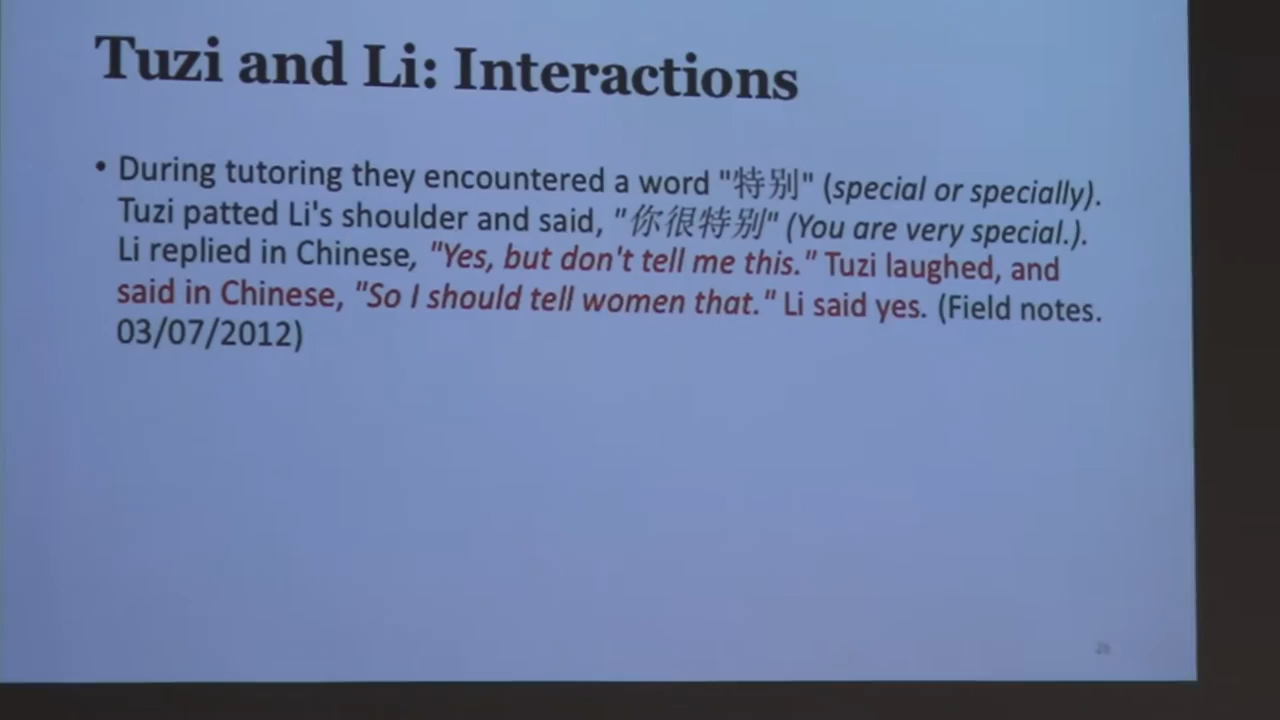 Tuzi and Li: Interactions
• During tutoring they encountered a word "特别" (special or specially).
Tuzi patted Li's shoulder and said, "你很特别" (You are very special.).
Li replied in Chinese, "Yes, but don't tell me this." Tuzi laughed, and
said in Chinese, "So I should tell women that." Li said yes. (Field notes.
03/07/2012)